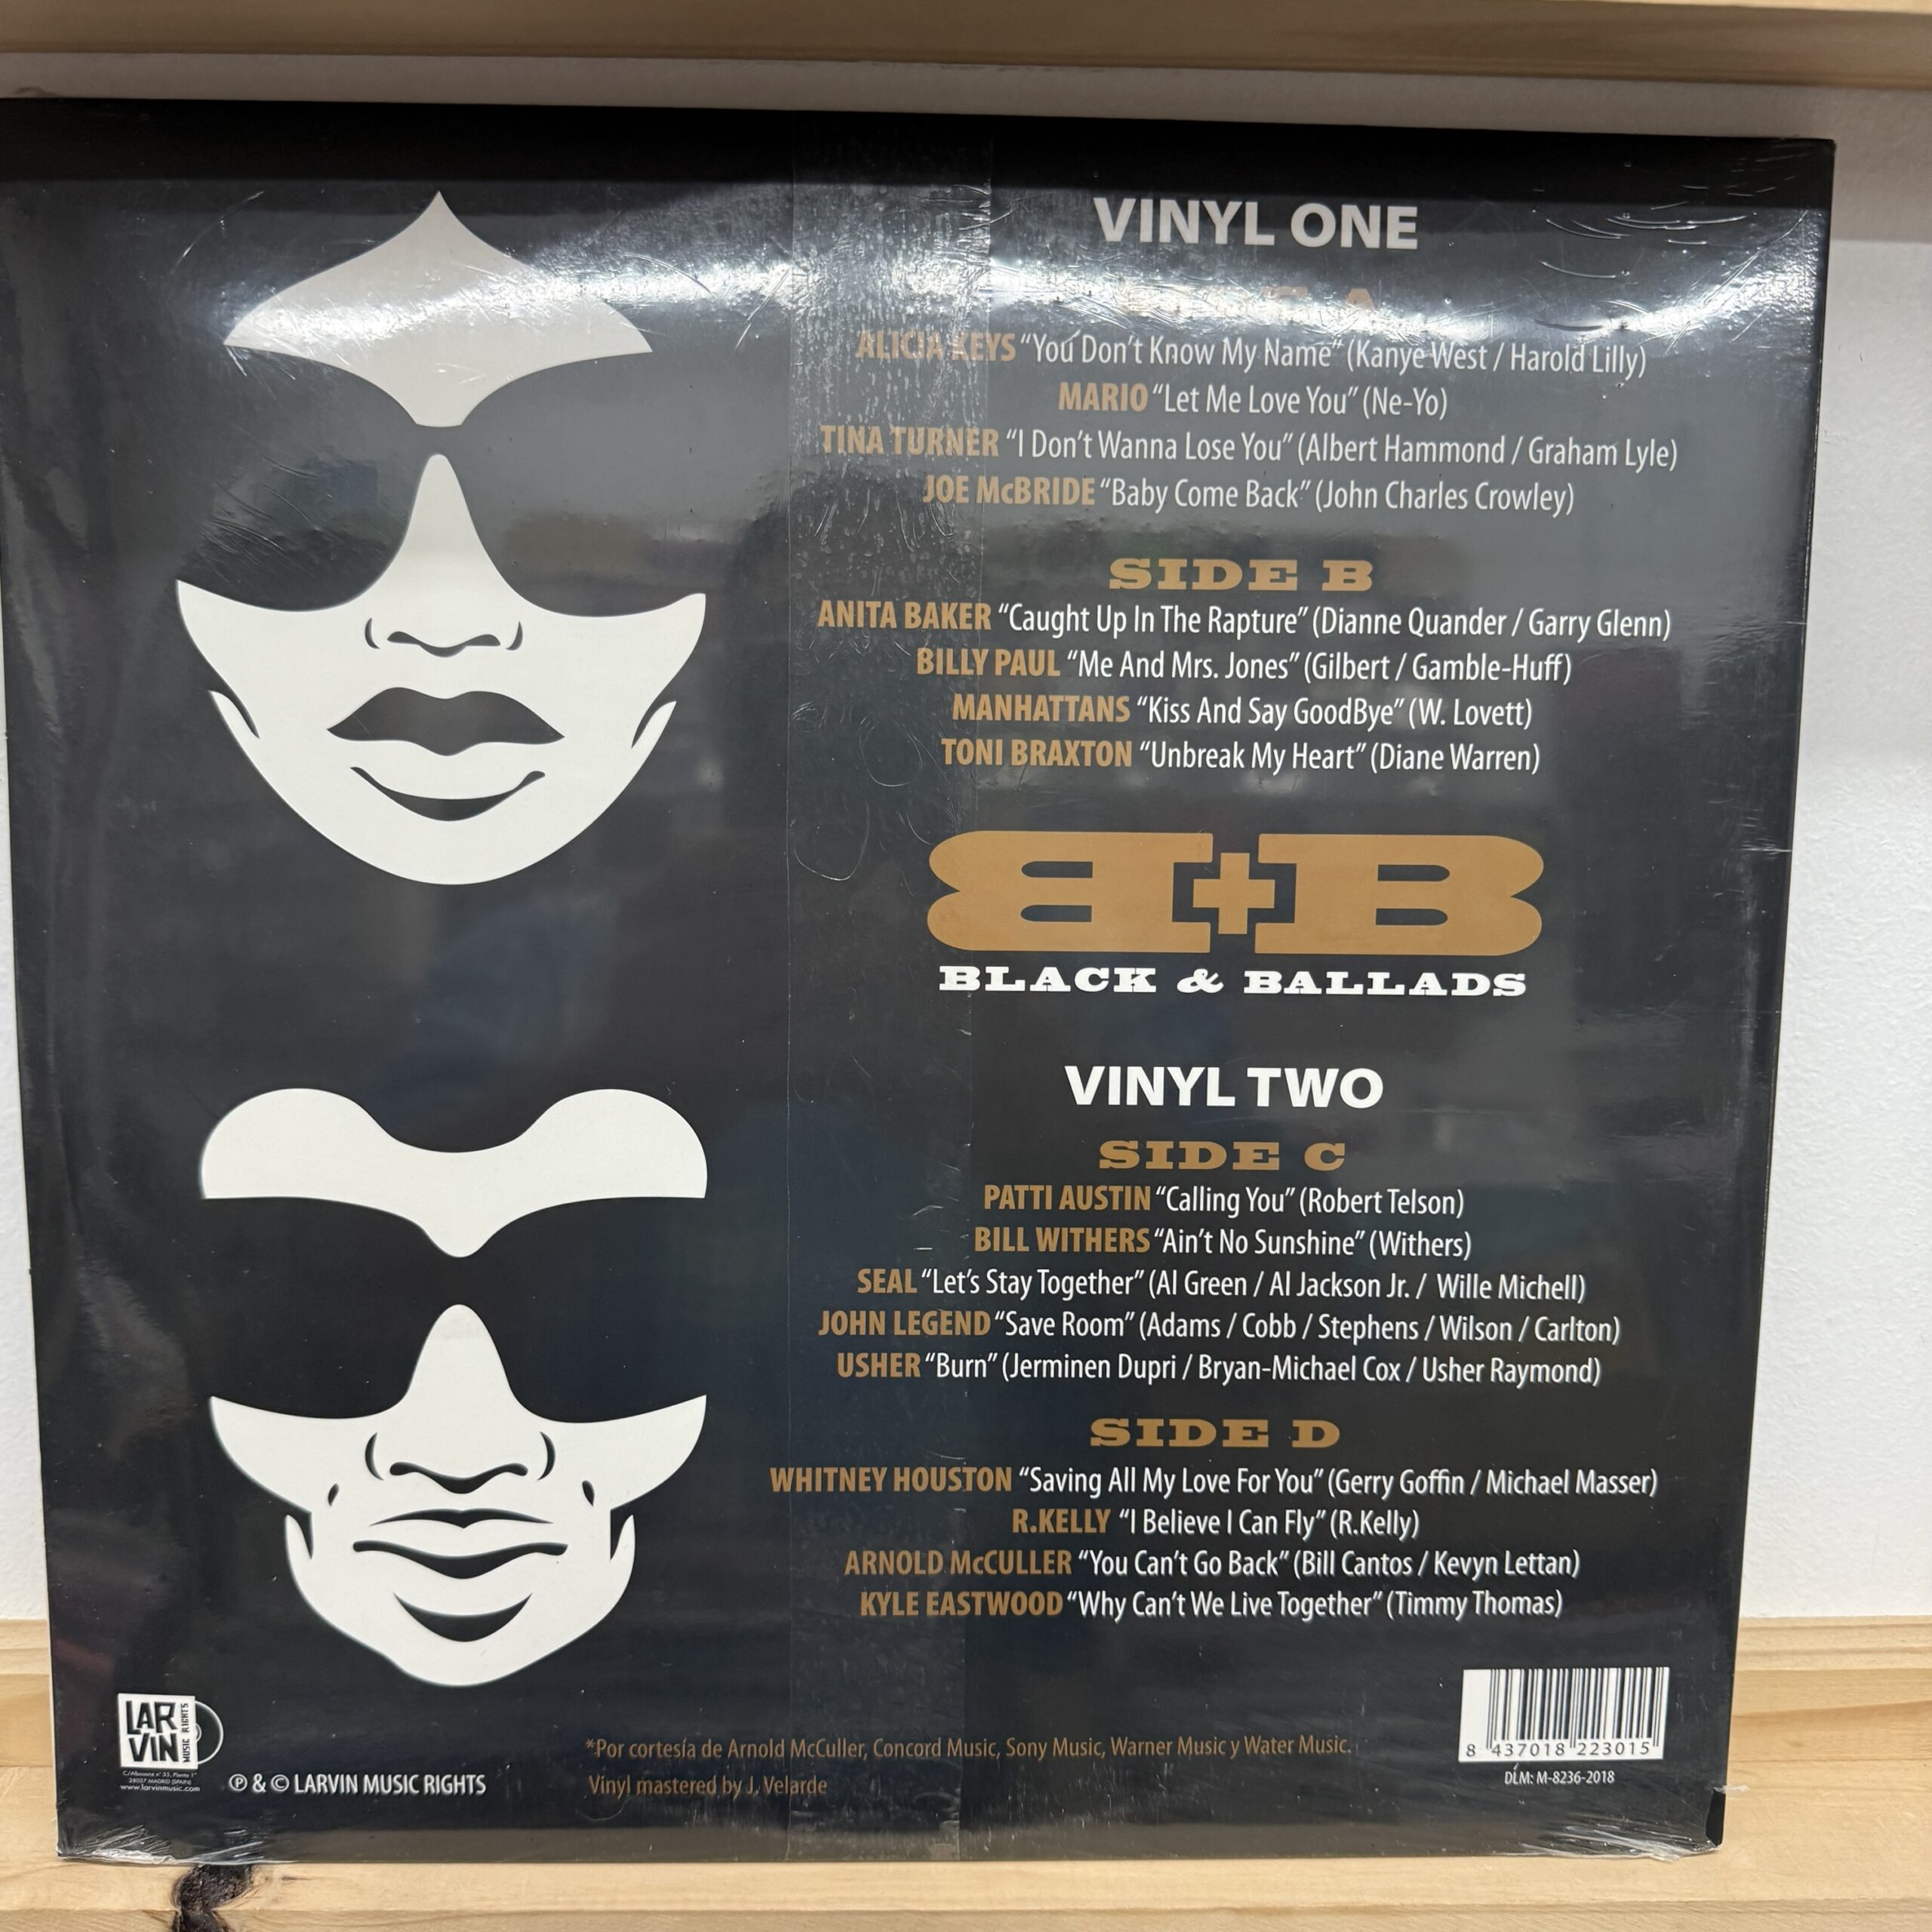 VINYL ONE
A
ALICIA KEYS “You Don’t Know My Name“ (Kanye West / Harold Lilly)
MARIO “Let Me Love You” (Ne-Yo)
TINA TURNER “I Don’t Wanna Lose You” (Albert Hammond / Graham Lyle)
JOE McBRIDE “Baby Come Back” (John Charles Crowley)
SIDE B
ANITA BAKER “Caught Up In The Rapture” (Dianne Quander / Garry Glenn)
BILLY PAUL “Me And Mrs. Jones” (Gilbert / Gamble-Huff)
MANHATTANS “Kiss And Say GoodBye” (W. Lovett)
TONI BRAXTON “Unbreak My Heart” (Diane Warren)
B+B
BLACK & BALLADS
VINYL TWO
SIDE C
PATTI AUSTIN “Calling You” (Robert Telson)
BILL WITHERS “Ain’t No Sunshine” (Withers)
SEAL “Let’s Stay Together” (Al Green / Al Jackson Jr. / Wille Michell)
JOHN LEGEND “Save Room” (Adams / Cobb / Stephens / Wilson / Carlton)
USHER “Burn” (Jerminen Dupri / Bryan-Michael Cox / Usher Raymond)
SIDE D
WHITNEY HOUSTON “Saving All My Love For You” (Gerry Goffin / Michael Masser)
R.KELLY “I Believe I Can Fly” (R.Kelly)
ARNOLD McCULLER “You Can’t Go Back” (Bill Cantos / Kevyn Lettan)
KYLE EASTWOOD “Why Can’t We Live Together” (Timmy Thomas)
LAR
VIN
MUSIC RIGHTS
28037 MADRID (SPAIN)
www.larvinmusic.com
℗ & © LARVIN MUSIC RIGHTS
*Por cortesía de Arnold McCuller, Concord Music, Sony Music, Warner Music y Water Music.
Vinyl mastered by J. Velarde
8 437018 223015
DLM: M-8236-2018